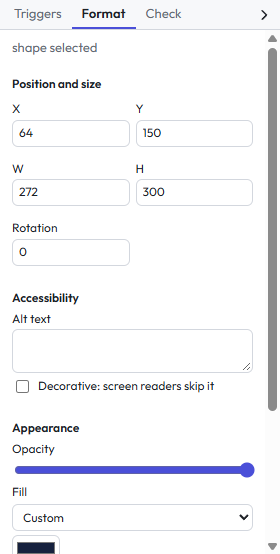 Triggers Format Check
shape selected
Position and size
X Y
64 150
W H
272 300
Rotation
0
Accessibility
Alt text
Decorative: screen readers skip it
Appearance
Opacity
Fill
Custom